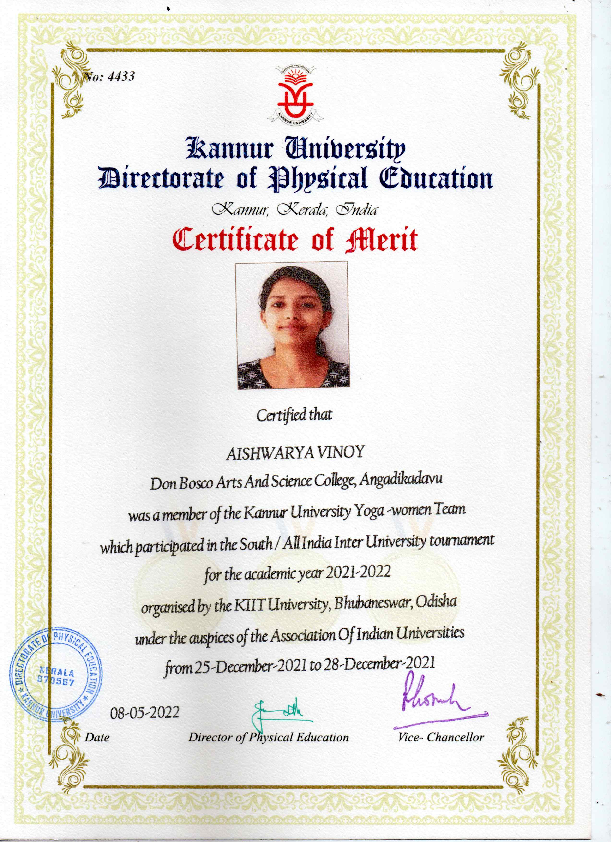 No: 4433
KANNUR UNIVERSITY
Kannur University
Directorate of Physical Education
Kannur, Kerala, India
Certificate of Merit
Certified that
AISHWARYA VINOY
Don Bosco Arts And Science College, Angadikadavu
was a member of the Kannur University Yoga -women Team
which participated in the South / All India Inter University tournament
for the academic year 2021-2022
organised by the KIIT University, Bhubaneswar, Odisha
under the auspices of the Association Of Indian Universities
from 25-December-2021 to 28-December-2021
DIRECTORATE OF PHYSICAL EDUCATION
KERALA
670567
KANNUR UNIVERSITY
08-05-2022
Date
Director of Physical Education
Vice- Chancellor